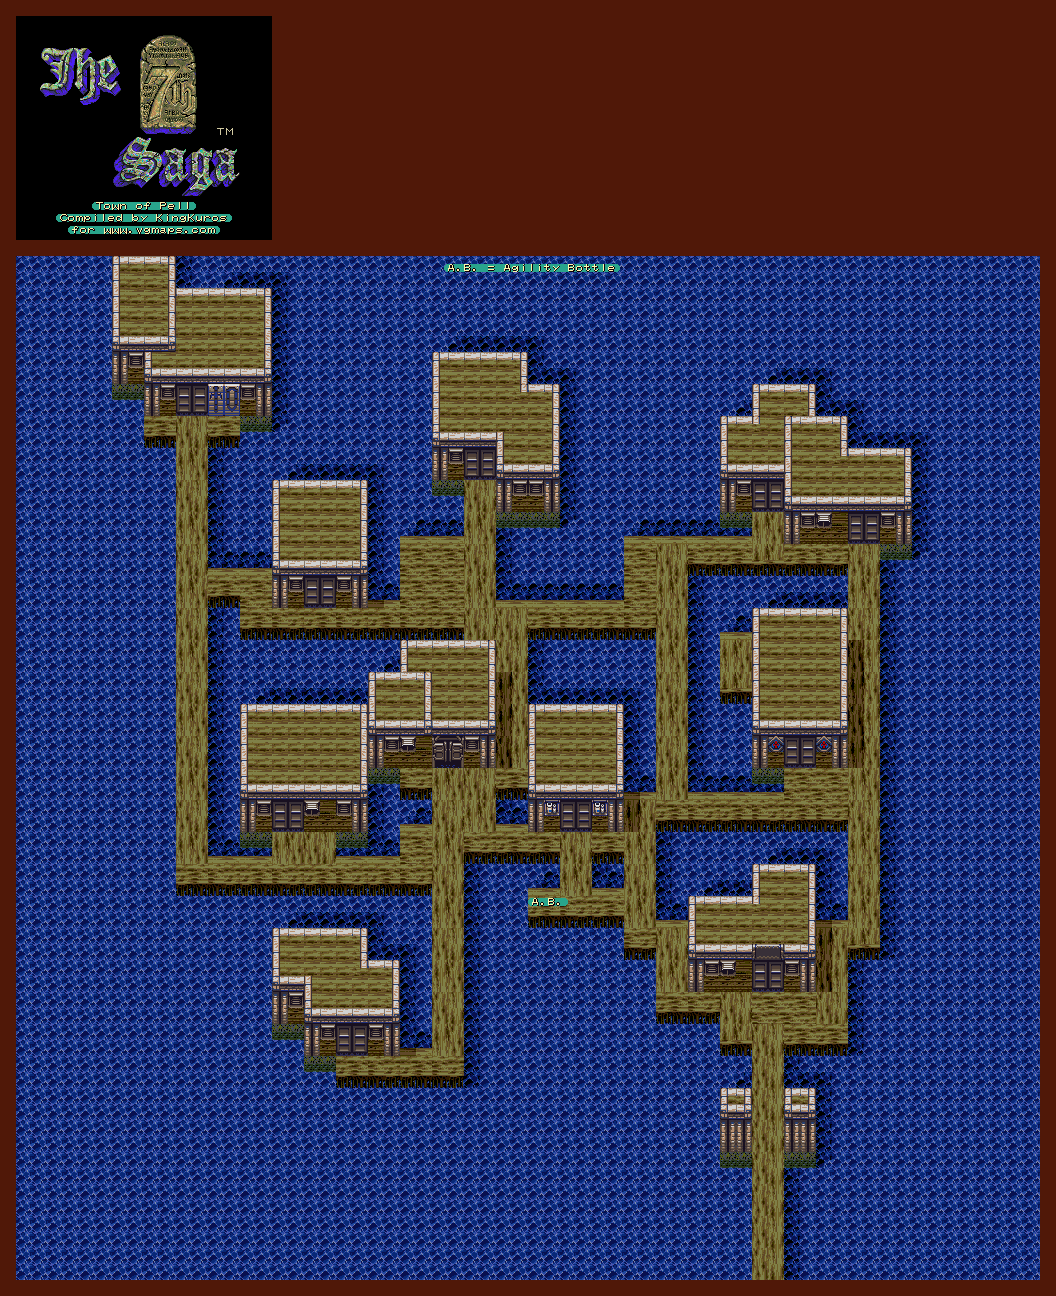 The
7th
Saga
TM
Town of Pell
Compiled by KingKuros
for www.vgmaps.com
A.B. = Agility Bottle
A.B.